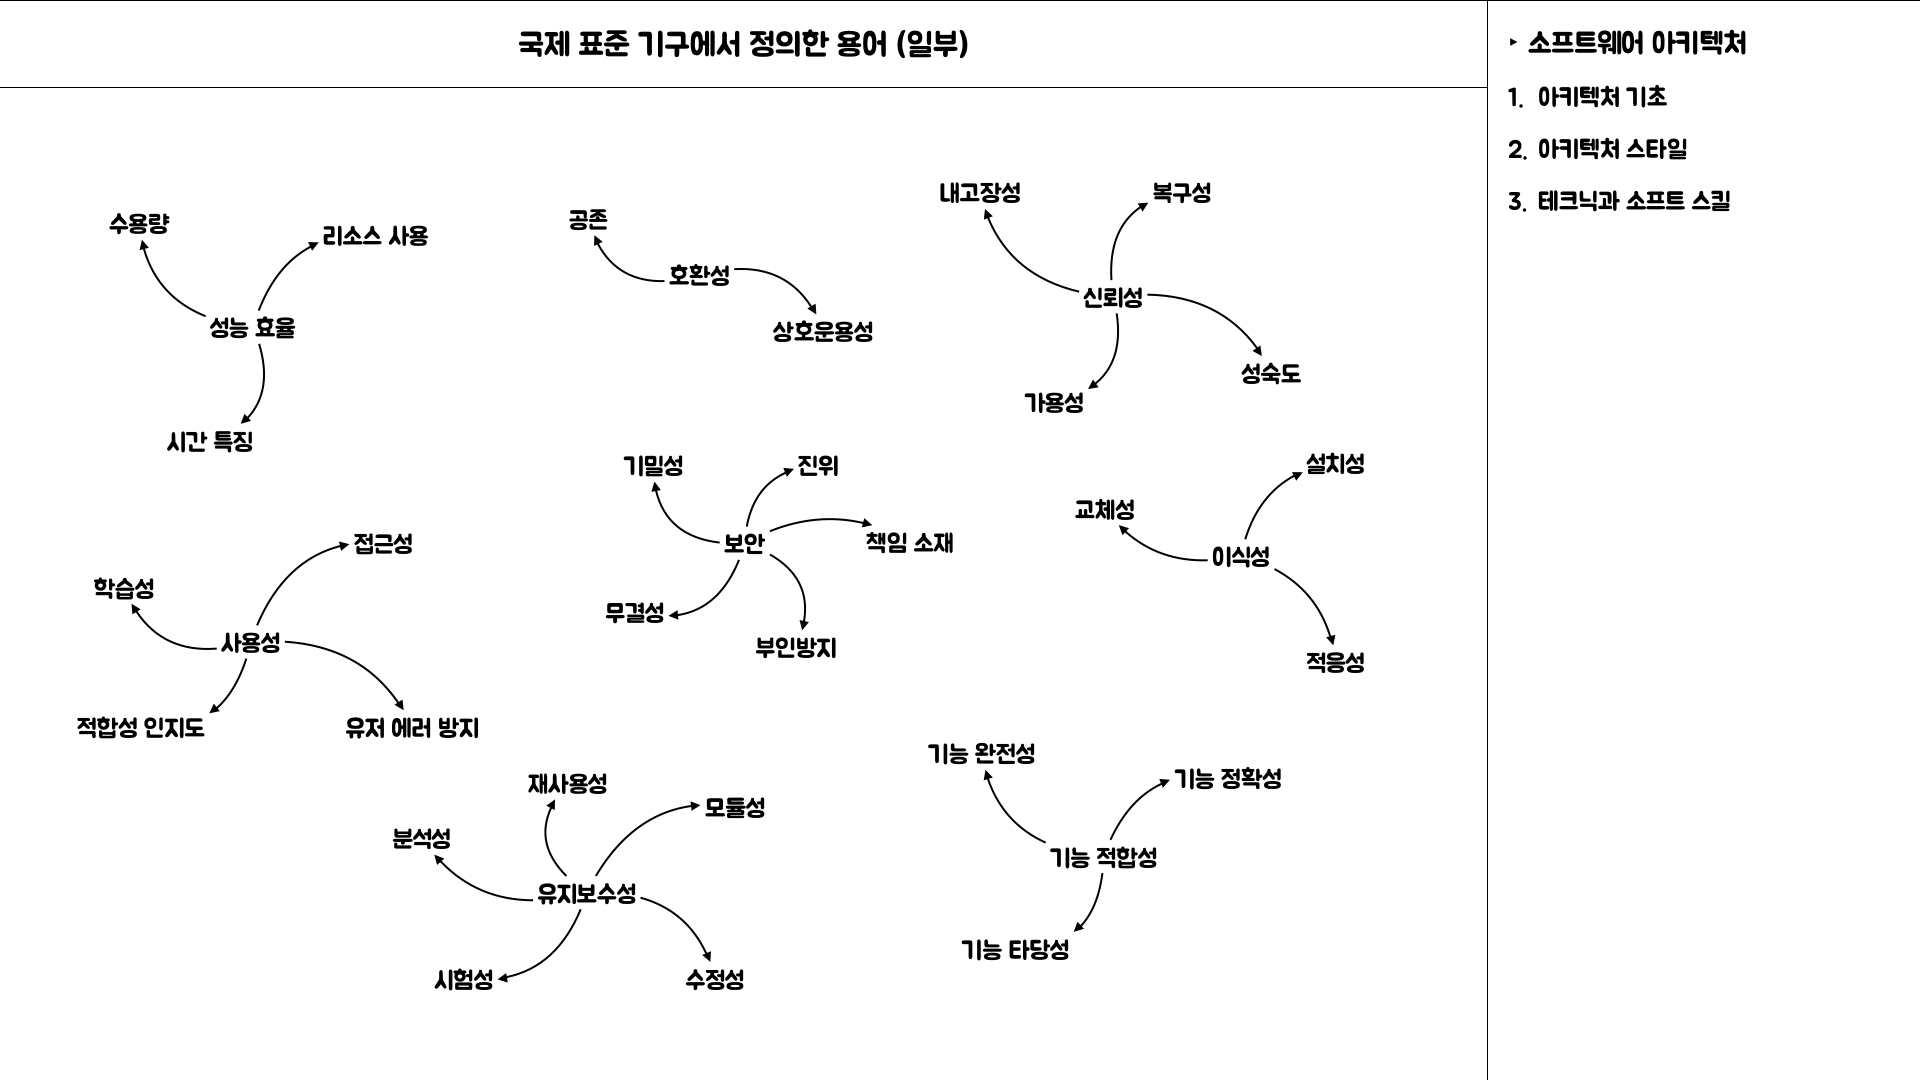 국제 표준 기구에서 정의한 용어 (일부)
수용량
리소스 사용
성능 효율
시간 특징
공존
호환성
상호운용성
내고장성
복구성
신뢰성
성숙도
가용성
기밀성
진위
보안
책임 소재
무결성
부인방지
설치성
교체성
이식성
적응성
접근성
학습성
사용성
적합성 인지도
유저 에러 방지
재사용성
모듈성
분석성
유지보수성
시험성
수정성
기능 완전성
기능 정확성
기능 적합성
기능 타당성
▸ 소프트웨어 아키텍처
1. 아키텍처 기초
2. 아키텍처 스타일
3. 테크닉과 소프트 스킬